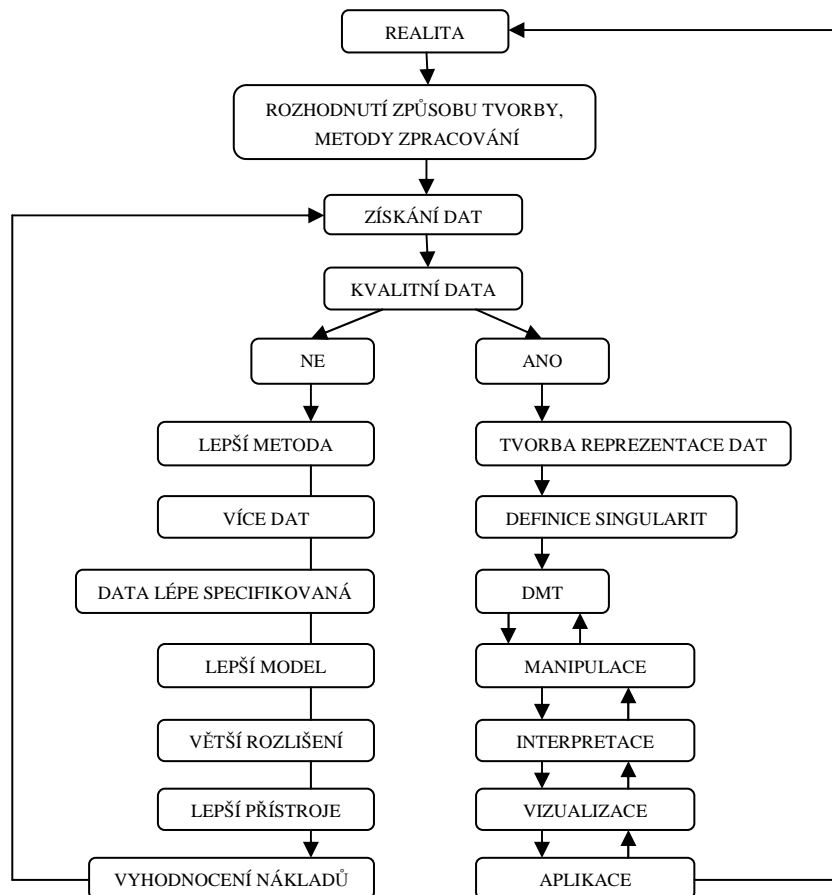 REALITA
ROZHODNUTÍ ZPŮSOBU TVORBY,
METODY ZPRACOVÁNÍ
ZÍSKÁNÍ DAT
KVALITNÍ DATA
NE
ANO
LEPŠÍ METODA
TVORBA REPREZENTACE DAT
VÍCE DAT
DEFINICE SINGULARIT
DATA LÉPE SPECIFIKOVANÁ
DMT
LEPŠÍ MODEL
MANIPULACE
VĚTŠÍ ROZLIŠENÍ
INTERPRETACE
LEPŠÍ PŘÍSTROJE
VIZUALIZACE
VYHODNOCENÍ NÁKLADŮ
APLIKACE